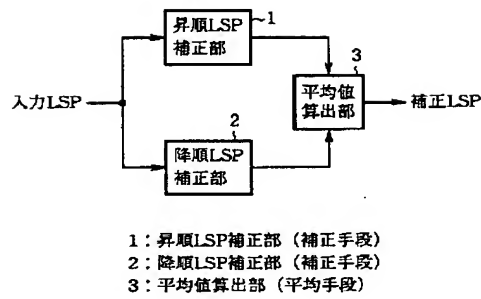 昇順LSP
補正部
1
3
入力LSP
平均値
算出部
補正LSP
2
降順LSP
補正部
1：昇順LSP補正部（補正手段）
2：降順LSP補正部（補正手段）
3：平均値算出部（平均手段）